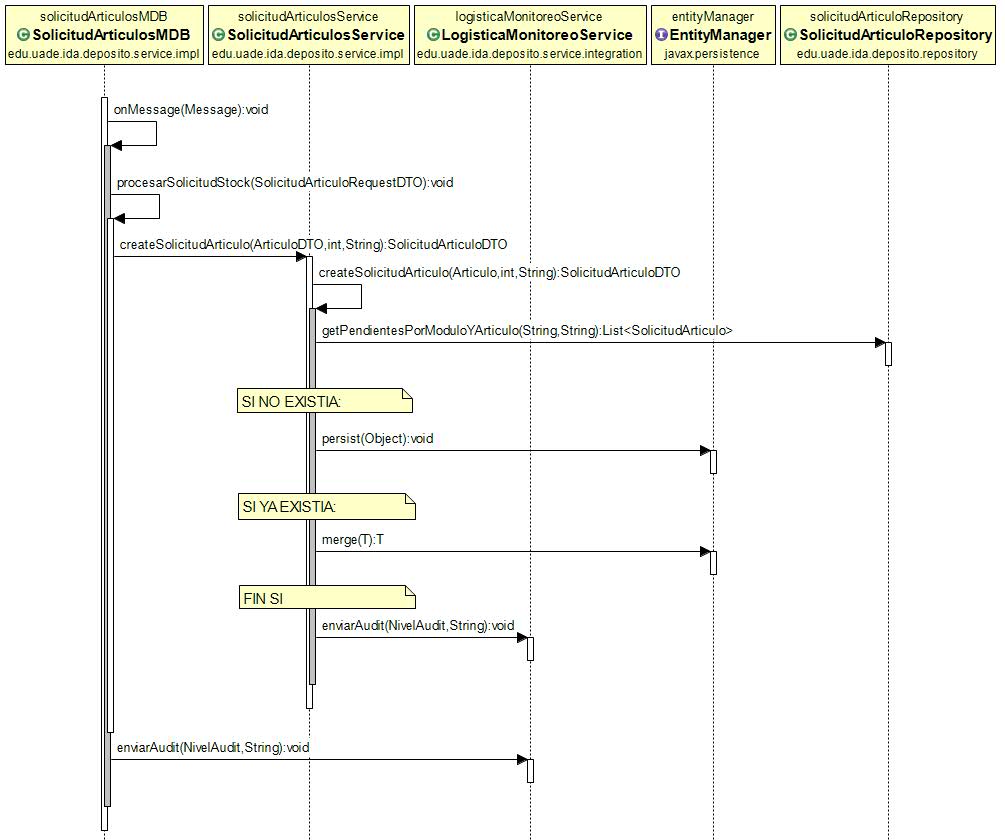 solicitudArticulosMDB
SolicitudArticulosMDB
edu.uade.ida.deposito.service.impl
solicitudArticulosService
SolicitudArticulosService
edu.uade.ida.deposito.service.impl
logisticaMonitoreoService
LogisticaMonitoreoService
edu.uade.ida.deposito.service.integration
entityManager
EntityManager
javax.persistence
solicitudArticuloRepository
SolicitudArticuloRepository
edu.uade.ida.deposito.repository
onMessage(Message):void
procesarSolicitudStock(SolicitudArticuloRequestDTO):void
createSolicitudArticulo(ArticuloDTO,int,String):SolicitudArticuloDTO
createSolicitudArticulo(Articulo,int,String):SolicitudArticuloDTO
getPendientesPorModuloYArticulo(String,String):List<SolicitudArticulo>
SI NO EXISTIA:
persist(Object):void
SI YA EXISTIA:
merge(T):T
FIN SI
enviarAudit(NivelAudit,String):void
enviarAudit(NivelAudit,String):void